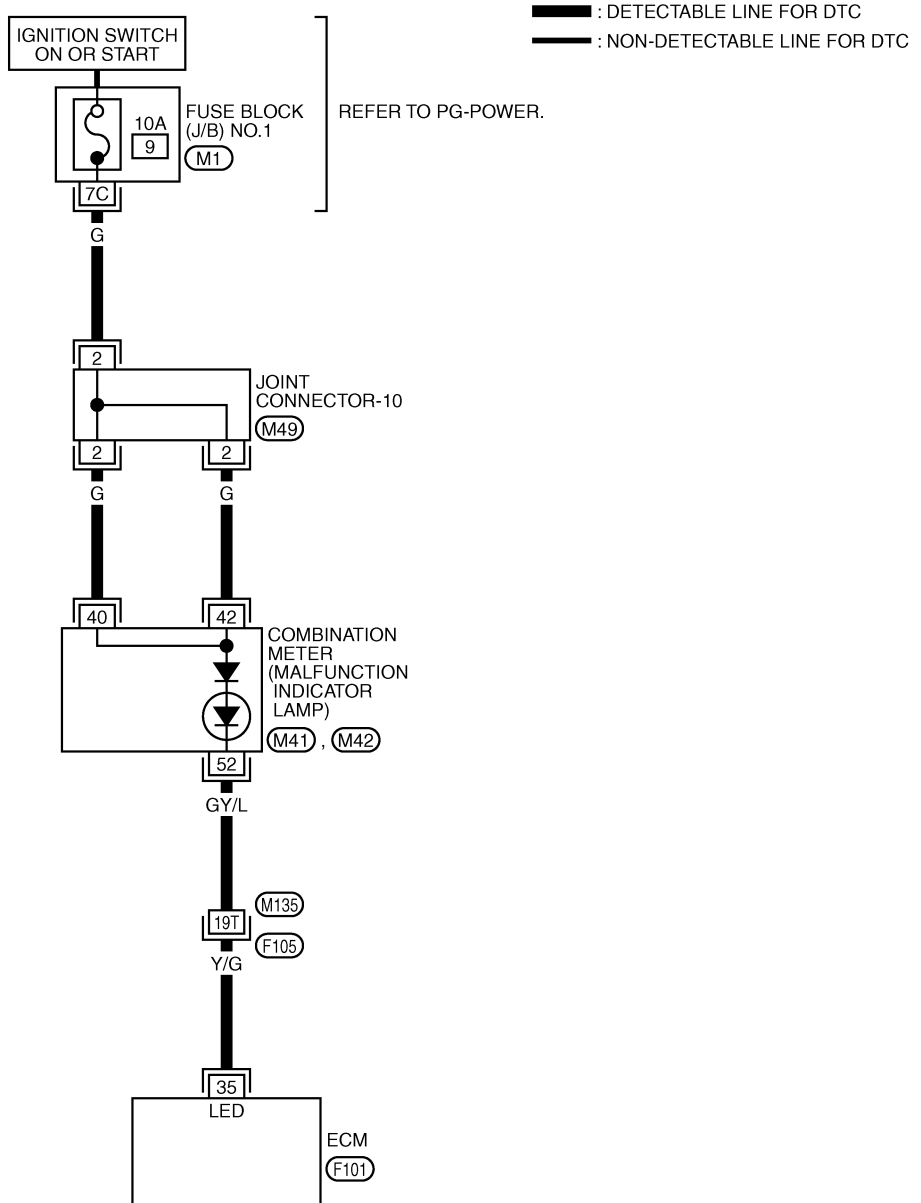 : DETECTABLE LINE FOR DTC
: NON-DETECTABLE LINE FOR DTC
IGNITION SWITCH
ON OR START
10A
9
FUSE BLOCK
(J/B) NO.1
M1
REFER TO PG-POWER.
7C
G
2
JOINT
CONNECTOR-10
M49
2 2
G G
40 42
COMBINATION
METER
(MALFUNCTION
INDICATOR
LAMP)
M41 , M42
52
GY/L
M135
19T
F105
Y/G
35
LED
ECM
F101